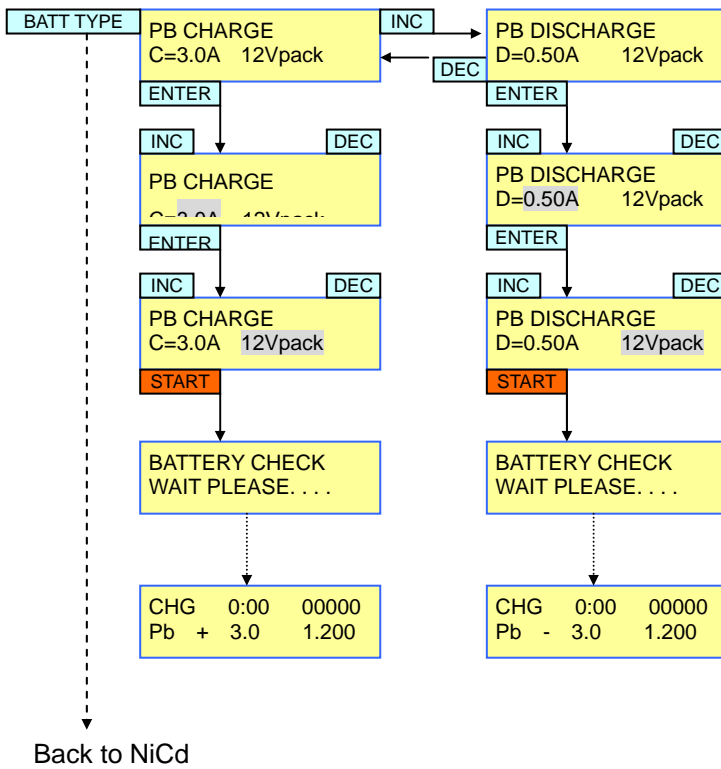 BATT TYPE
PB CHARGE
C=3.0A 12Vpack
INC
DEC
PB DISCHARGE
D=0.50A 12Vpack
ENTER
ENTER
INC DEC
PB CHARGE
C=3.0A 12Vpack
ENTER
INC DEC
PB DISCHARGE
D=0.50A 12Vpack
ENTER
INC DEC
PB CHARGE
C=3.0A 12Vpack
START
INC DEC
PB DISCHARGE
D=0.50A 12Vpack
START
BATTERY CHECK
WAIT PLEASE. . . .
BATTERY CHECK
WAIT PLEASE. . . .
CHG 0:00 00000
Pb + 3.0 1.200
CHG 0:00 00000
Pb - 3.0 1.200
Back to NiCd